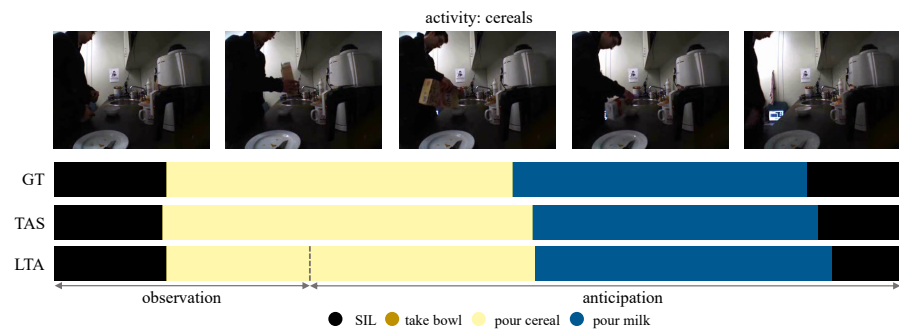 activity: cereals
GT
TAS
LTA
observation
anticipation
SIL
take bowl
pour cereal
pour milk